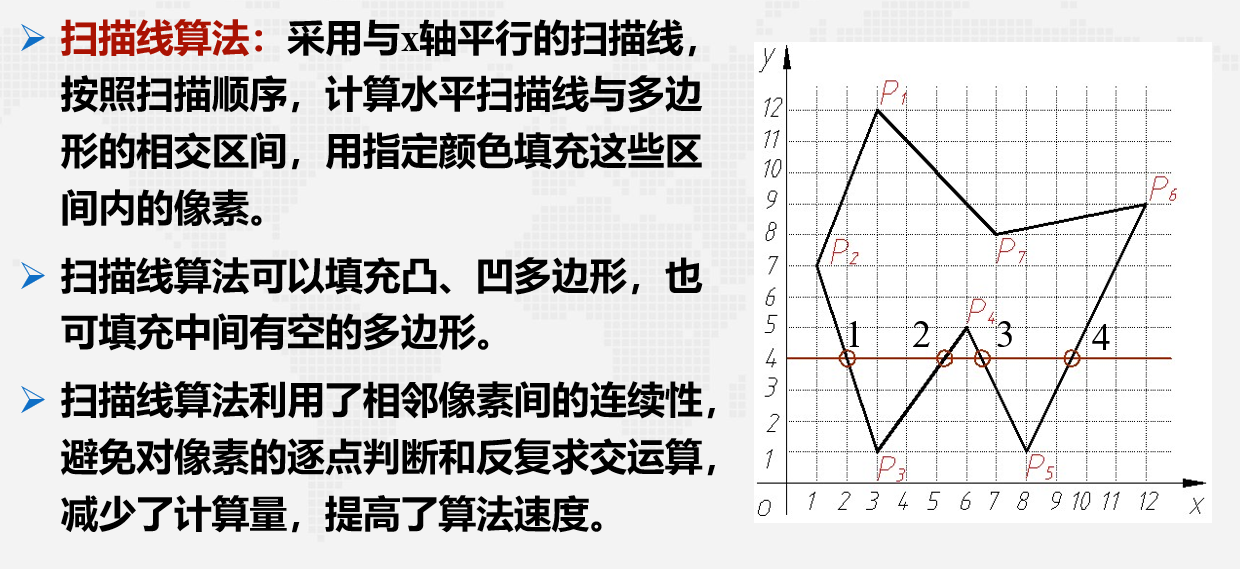 扫描线算法：采用与x轴平行的扫描线，
按照扫描顺序，计算水平扫描线与多边
形的相交区间，用指定颜色填充这些区
间内的像素。
扫描线算法可以填充凸、凹多边形，也
可填充中间有空的多边形。
扫描线算法利用了相邻像素间的连续性，
避免对像素的逐点判断和反复求交运算，
减少了计算量，提高了算法速度。
y
P1
12
11
10
P6
9
8
P2
P7
7
6
P4
5
1 2 3 4
4
3
2
1
P3 P5
O 1 2 3 4 5 6 7 8 9 10 11 12 x